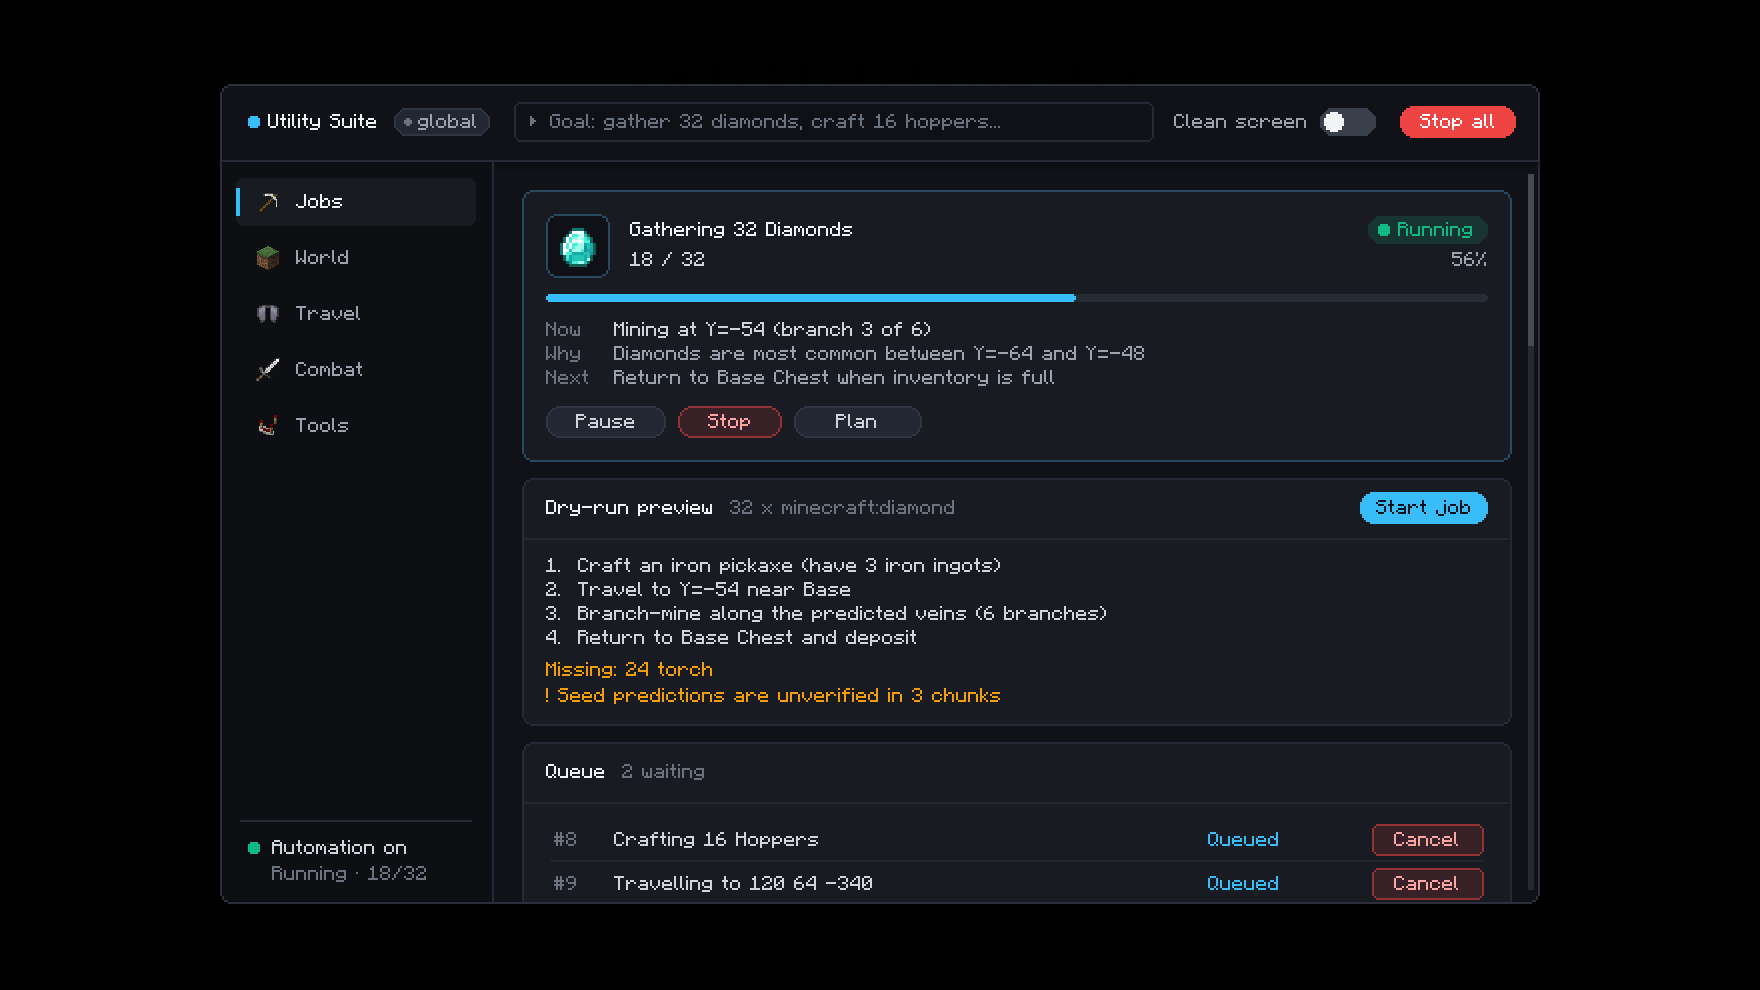 Utility Suite
global
Goal: gather 32 diamonds, craft 16 hoppers...
Clean screen
Stop all
Jobs
World
Travel
Combat
Tools
Automation on
Running · 18/32
Gathering 32 Diamonds
Running
18 / 32
56%
Now Mining at Y=-54 (branch 3 of 6)
Why Diamonds are most common between Y=-64 and Y=-48
Next Return to Base Chest when inventory is full
Pause
Stop
Plan
Dry-run preview 32 x minecraft:diamond
Start job
1. Craft an iron pickaxe (have 3 iron ingots)
2. Travel to Y=-54 near Base
3. Branch-mine along the predicted veins (6 branches)
4. Return to Base Chest and deposit
Missing: 24 torch
! Seed predictions are unverified in 3 chunks
Queue 2 waiting
#8 Crafting 16 Hoppers Queued Cancel
#9 Travelling to 120 64 -340 Queued Cancel